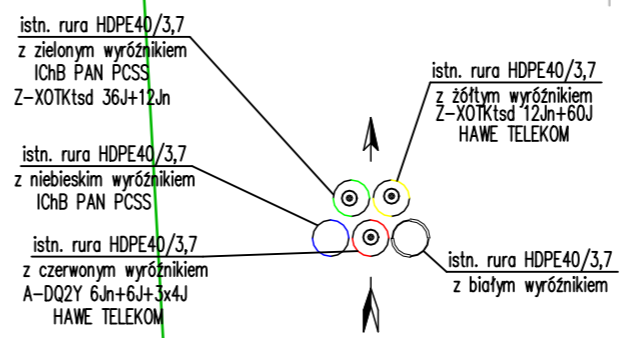 istn. rura HDPE40/3,7
z zielonym wyróżnikiem
IChB PAN PCSS
Z-XOTKtsd 36J+12Jn
istn. rura HDPE40/3,7
z żółtym wyróżnikiem
Z-XOTKtsd 12Jn+60J
HAWE TELEKOM
istn. rura HDPE40/3,7
z niebieskim wyróżnikiem
IChB PAN PCSS
istn. rura HDPE40/3,7
z czerwonym wyróżnikiem
A-DQ2Y 6Jn+6J+3x4J
HAWE TELEKOM
istn. rura HDPE40/3,7
z białym wyróżnikiem